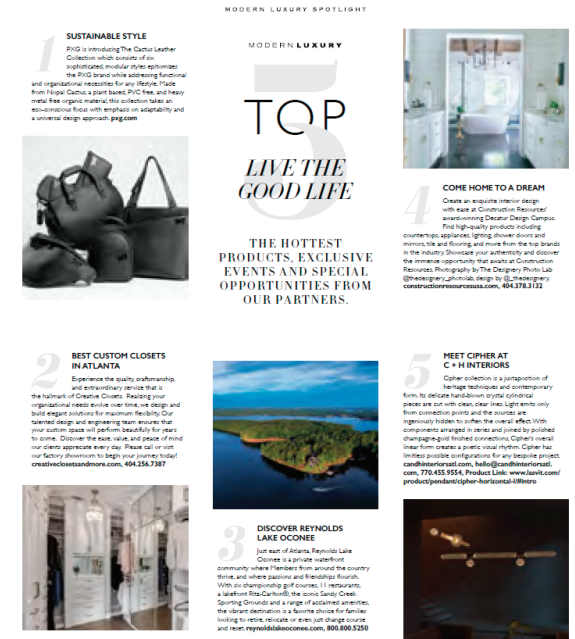 MODERN LUXURY SPOTLIGHT
1
SUSTAINABLE STYLE
PXG is introducing The Cactus Leather
Collection which consists of six
sophisticated, modular styles epitomizes
the PXG brand while addressing functional
and organizational necessities for any lifestyle. Made
from Nopal Cactus, a plant based, PVC free, and heavy
metal free organic material, this collection takes an
eco-conscious focus with emphasis on adaptability and
a universal design approach. pxg.com
2
BEST CUSTOM CLOSETS
IN ATLANTA
Experience the quality, craftsmanship,
and extraordinary service that is
the hallmark of Creative Closets. Realizing your
organizational needs evolve over time, we design and
build elegant solutions for maximum flexibility. Our
talented design and engineering team ensures that
your custom space will perform beautifully for years
to come. Discover the ease, value, and peace of mind
our clients appreciate every day. Please call or visit
our factory showroom to begin your journey today!
creativeclosetsandmore.com, 404.256.7387
MODERN LUXURY
5
TOP
LIVE THE
GOOD LIFE
THE HOTTEST
PRODUCTS, EXCLUSIVE
EVENTS AND SPECIAL
OPPORTUNITIES FROM
OUR PARTNERS.
3
DISCOVER REYNOLDS
LAKE OCONEE
Just east of Atlanta, Reynolds Lake
Oconee is a private waterfront
community where Members from around the country
thrive, and where passions and friendships flourish.
With six championship golf courses, 11 restaurants,
a lakefront Ritz-Carlton®, the iconic Sandy Creek
Sporting Grounds and a range of acclaimed amenities,
the vibrant destination is a favorite choice for families
looking to retire, relocate or even just change course
and reset. reynoldslakeoconee.com, 800.800.5250
4
COME HOME TO A DREAM
Create an exquisite interior design
with ease at Construction Resources'
award-winning Decatur Design Campus.
Find high-quality products including
countertops, appliances, lighting, shower doors and
mirrors, tile and flooring, and more from the top brands
in the industry. Showcase your authenticity and discover
the immense opportunity that awaits at Construction
Resources. Photography by The Designery Photo Lab
@thedesignery_photolab, design by @_thedesignery.
constructionresourcesusa.com, 404.378.3132
5
MEET CIPHER AT
C + H INTERIORS
Cipher collection is a juxtaposition of
heritage techniques and contemporary
form. Its delicate hand-blown crystal cylindrical
pieces are cut with clean, clear lines. Light emits only
from connection points and the sources are
ingeniously hidden to soften the overall effect. With
components arranged in series and joined by polished
champagne-gold finished connections, Cipher's overall
linear form creates a poetic visual rhythm. Cipher has
limitless possible configurations for any bespoke project.
candhinteriorsatl.com, hello@candhinteriorsatl.
com, 770.455.9554, Product Link: www.lasvit.com/
product/pendant/cipher-horizontal-l/#intro